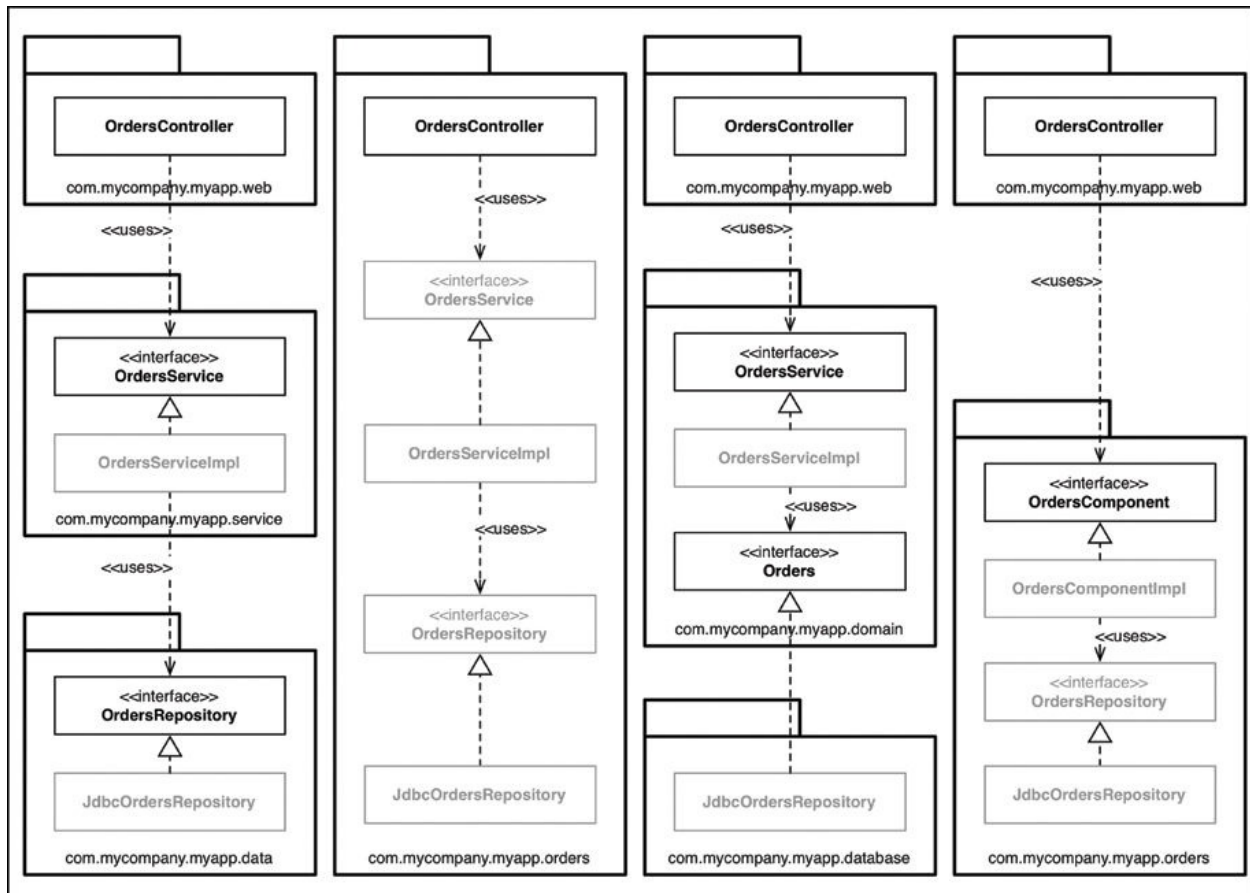 OrdersController
com.mycompany.myapp.web
<<uses>>
<<interface>>
OrdersService
OrdersServiceImpl
com.mycompany.myapp.service
<<uses>>
<<interface>>
OrdersRepository
JdbcOrdersRepository
com.mycompany.myapp.data
OrdersController
<<uses>>
<<interface>>
OrdersService
OrdersServiceImpl
<<uses>>
<<interface>>
OrdersRepository
JdbcOrdersRepository
com.mycompany.myapp.orders
OrdersController
com.mycompany.myapp.web
<<uses>>
<<interface>>
OrdersService
OrdersServiceImpl
<<uses>>
<<interface>>
Orders
com.mycompany.myapp.domain
JdbcOrdersRepository
com.mycompany.myapp.database
OrdersController
com.mycompany.myapp.web
<<uses>>
<<interface>>
OrdersComponent
OrdersComponentImpl
<<uses>>
<<interface>>
OrdersRepository
JdbcOrdersRepository
com.mycompany.myapp.orders